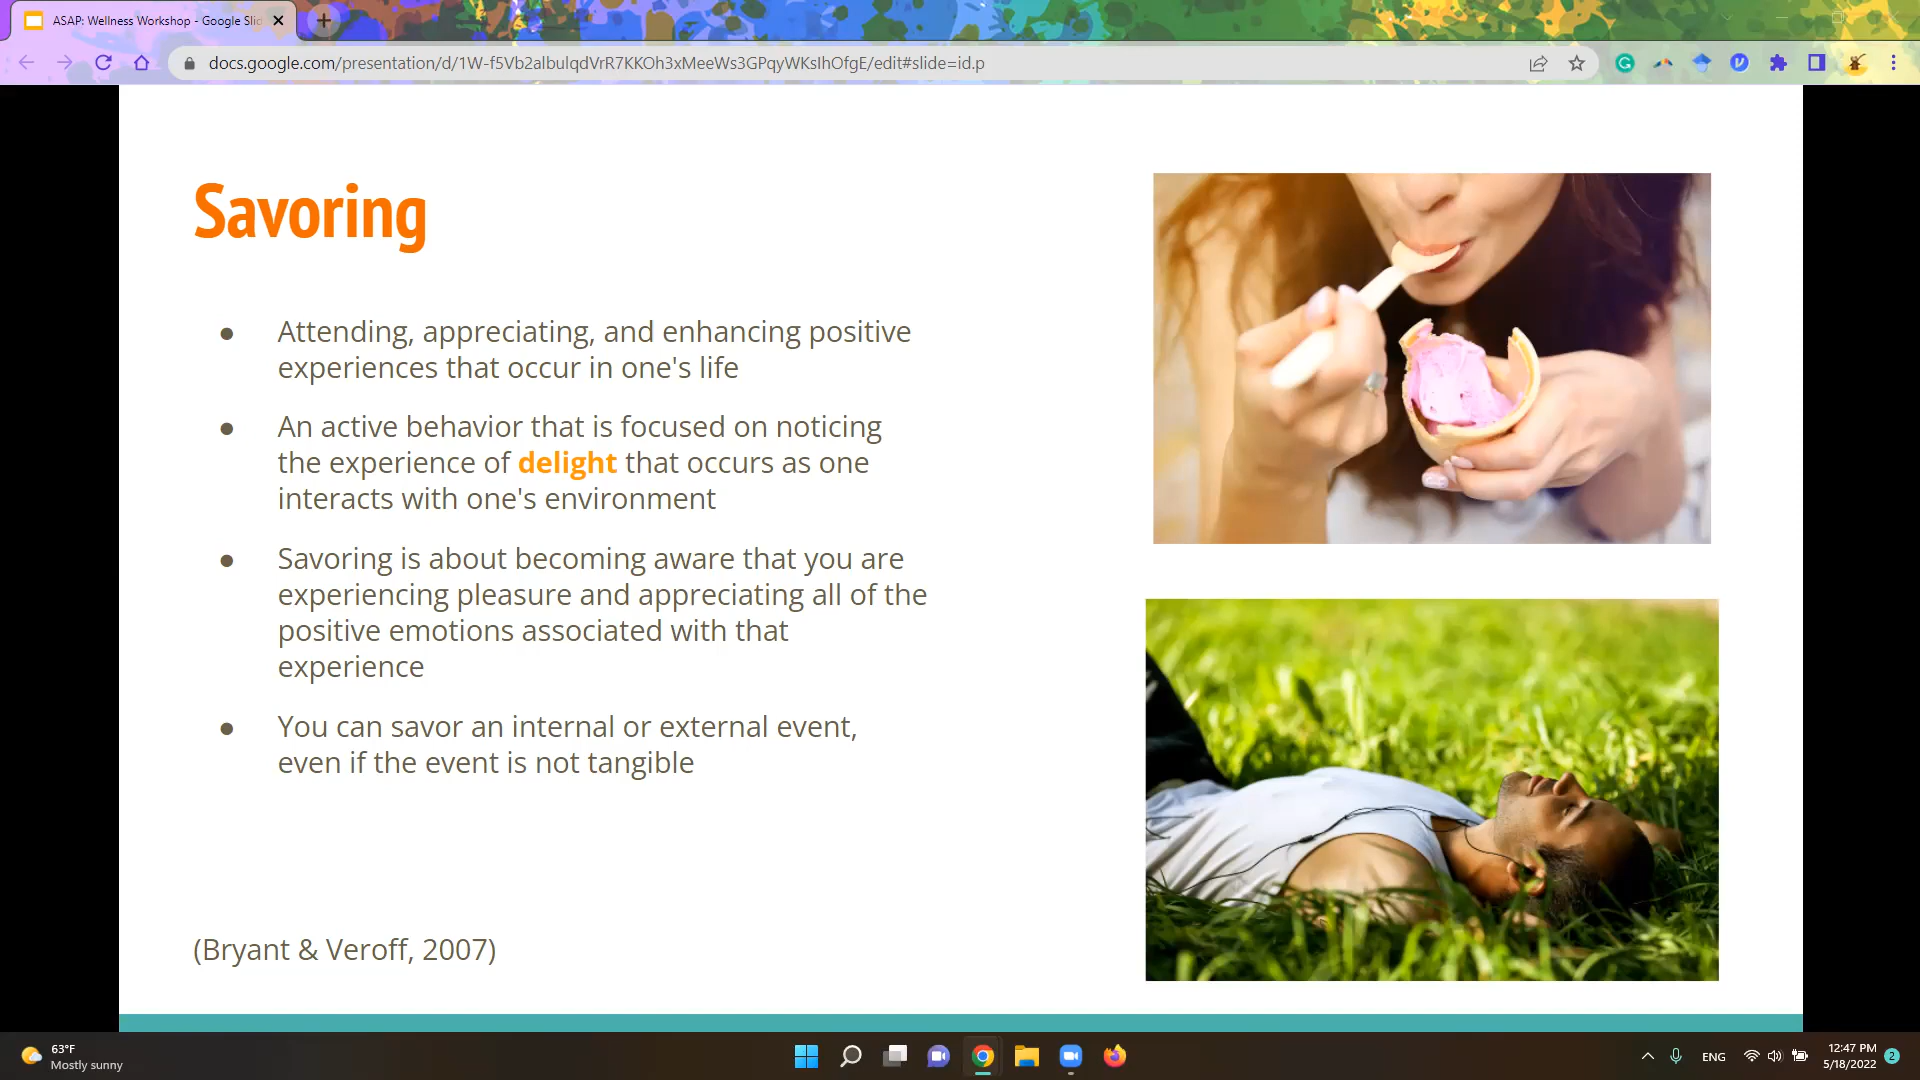 ASAP: Wellness Workshop - Google Slid
docs.google.com/presentation/d/1W-f5Vb2albulqdVrR7KKOh3xMeeWs3GPqyWKsIhOfgE/edit#slide=id.p
Savoring
● Attending, appreciating, and enhancing positive
experiences that occur in one's life
● An active behavior that is focused on noticing
the experience of delight that occurs as one
interacts with one's environment
● Savoring is about becoming aware that you are
experiencing pleasure and appreciating all of the
positive emotions associated with that
experience
● You can savor an internal or external event,
even if the event is not tangible
(Bryant & Veroff, 2007)
63°F
Mostly sunny
ENG
12:47 PM
5/18/2022
2